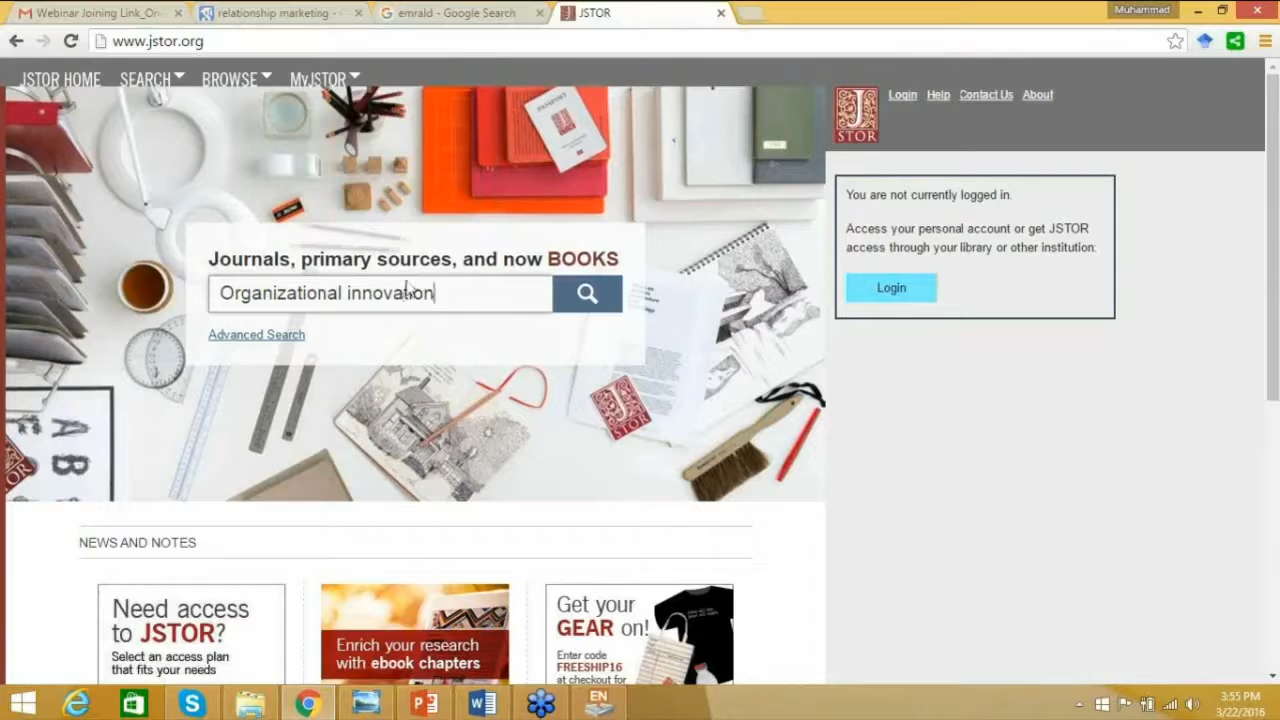 Webinar Joining Link_Or
relationship marketing -
emrald - Google Search
JSTOR
Muhammad
www.jstor.org
JSTOR HOME
SEARCH
BROWSE
MyJSTOR
J
STOR
Login
Help
Contact Us
About
PASSPORT
You are not currently logged in.
Access your personal account or get JSTOR
access through your library or other institution:
Login
Journals, primary sources, and now BOOKS
Organizational innovation
Advanced Search
A
B
NEWS AND NOTES
Need access
to JSTOR?
Select an access plan
that fits your needs
Enrich your research
with ebook chapters
Get your
GEAR on!
Enter code
FREESHIP16
at checkout for
EN
3:55 PM
3/22/2016